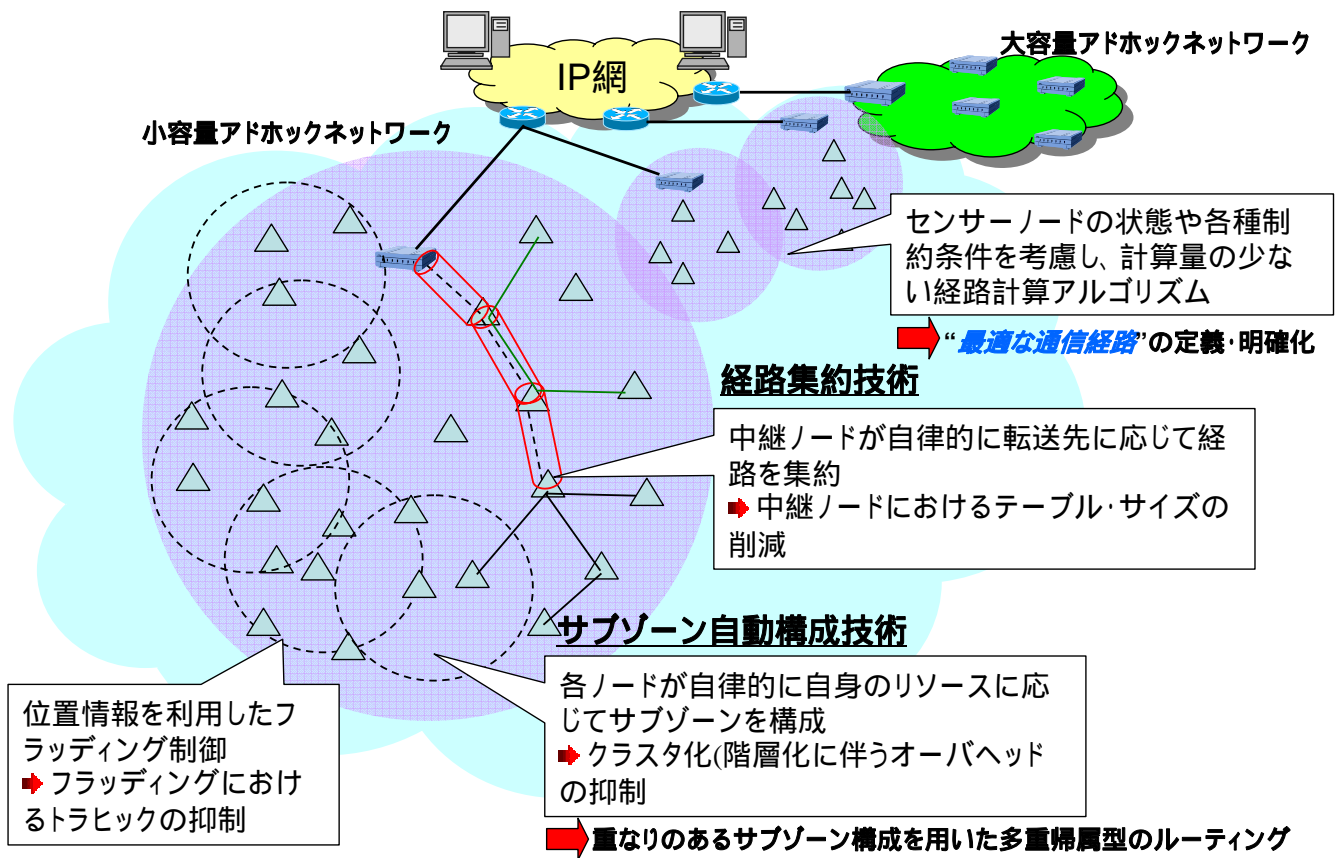 大容量アドホックネットワーク
IP網
小容量アドホックネットワーク
センサーノードの状態や各種制
約条件を考慮し、計算量の少な
い経路計算アルゴリズム
“最適な通信経路”の定義・明確化
経路集約技術
中継ノードが自律的に転送先に応じて経
路を集約
中継ノードにおけるテーブル・サイズの
削減
サブゾーン自動構成技術
各ノードが自律的に自身のリソースに応
じてサブゾーンを構成
クラスタ化(階層化に伴うオーバヘッド
の抑制
位置情報を利用したフ
ラッディング制御
フラッディングにおけ
るトラヒックの抑制
重なりのあるサブゾーン構成を用いた多重帰属型のルーティング